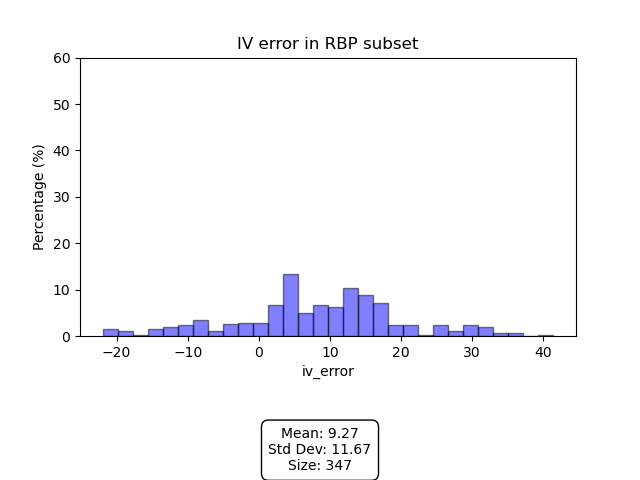 IV error in RBP subset
60
50
40
30
20
10
0
Percentage (%)
−20 −10 0 10 20 30 40
iv_error
Mean: 9.27
Std Dev: 11.67
Size: 347